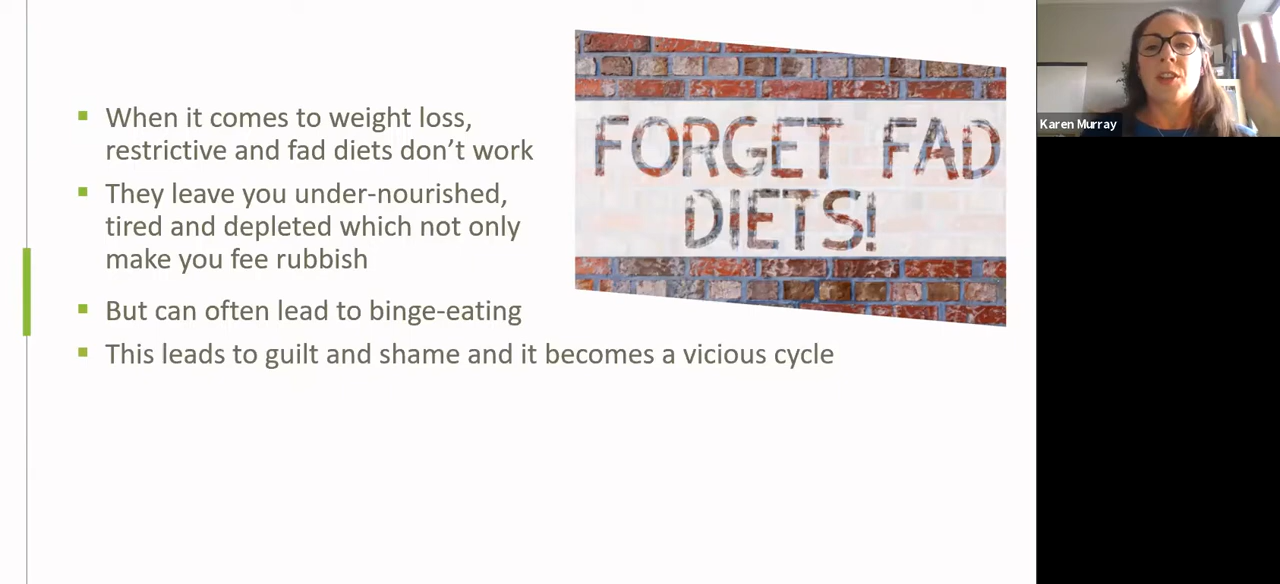 When it comes to weight loss,
restrictive and fad diets don’t work
They leave you under-nourished,
tired and depleted which not only
make you fee rubbish
But can often lead to binge-eating
This leads to guilt and shame and it becomes a vicious cycle
FORGET FAD
DIETS!
Karen Murray